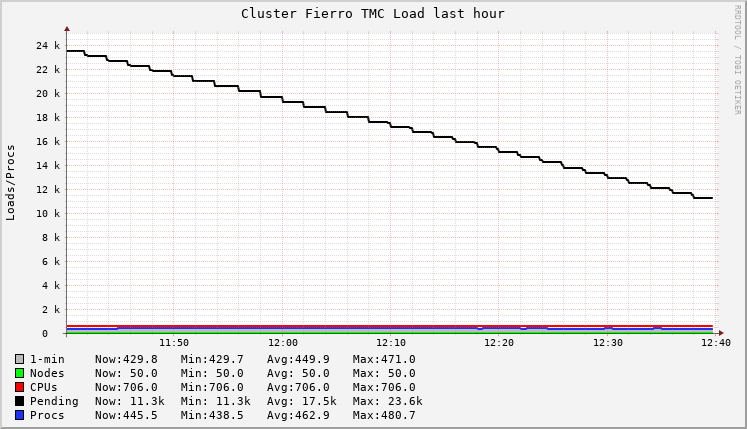 Cluster Fierro TMC Load last hour
RRDTOOL / TOBI OETIKER
Loads/Procs
24 k
22 k
20 k
18 k
16 k
14 k
12 k
10 k
8 k
6 k
4 k
2 k
0
11:50 12:00 12:10 12:20 12:30 12:40
1-min Now:429.8 Min:429.7 Avg:449.9 Max:471.0
Nodes Now: 50.0 Min: 50.0 Avg: 50.0 Max: 50.0
CPUs Now:706.0 Min:706.0 Avg:706.0 Max:706.0
Pending Now: 11.3k Min: 11.3k Avg: 17.5k Max: 23.6k
Procs Now:445.5 Min:438.5 Avg:462.9 Max:480.7